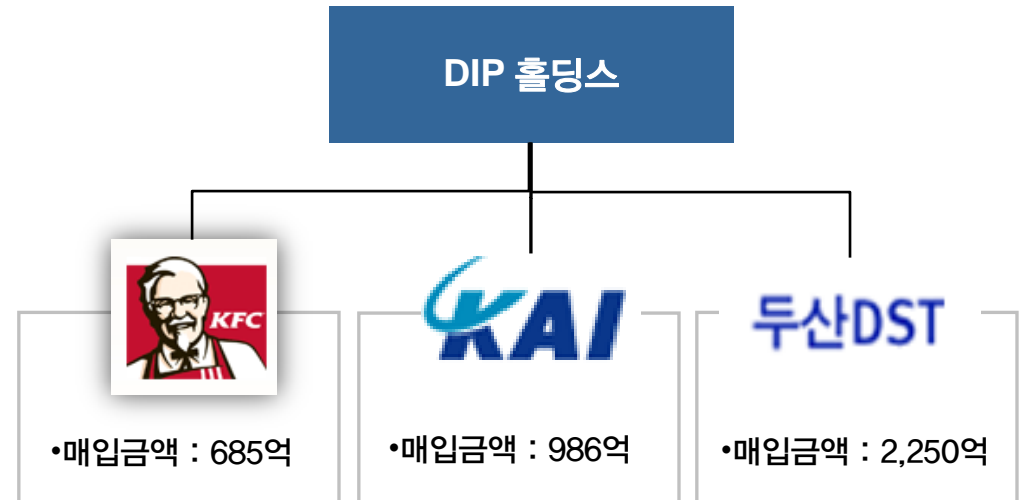 DIP 홀딩스
KFC
KAI
두산DST
•매입금액 : 685억
•매입금액 : 986억
•매입금액 : 2,250억